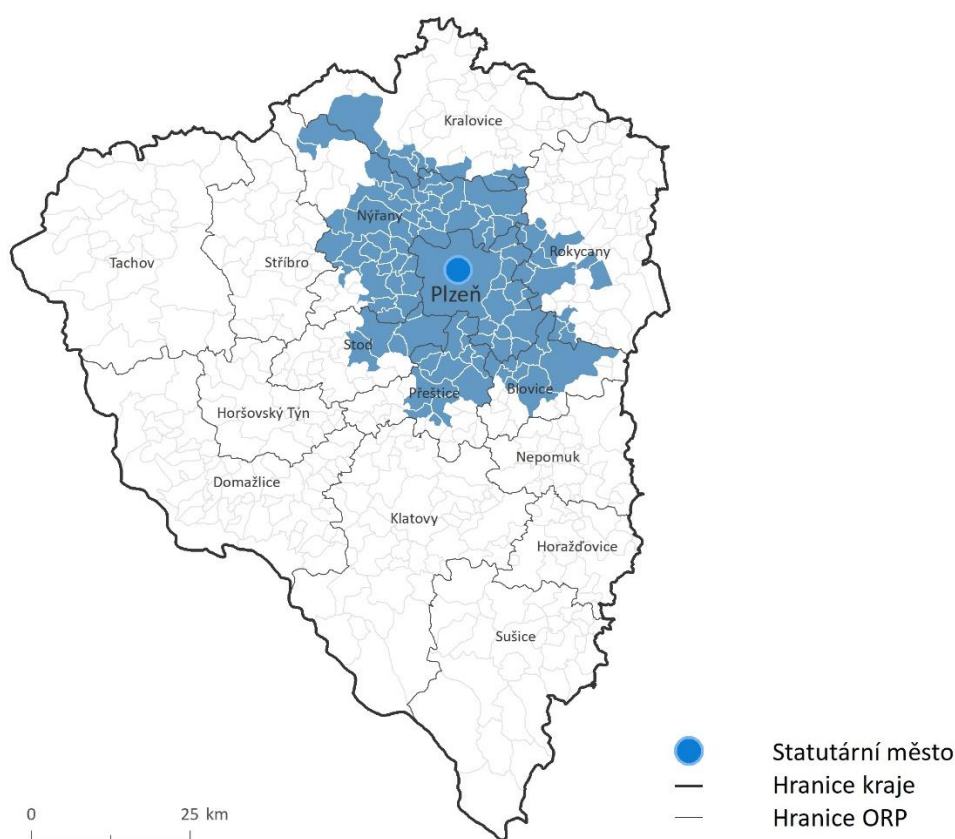 Kralovice
Nýřany
Rokycany
Tachov
Stříbro
Plzeň
Stod
Přeštice
Blovice
Horšovský Týn
Nepomuk
Domažlice
Klatovy
Horažďovice
Sušice
Statutární město
Hranice kraje
0 25 km
Hranice ORP